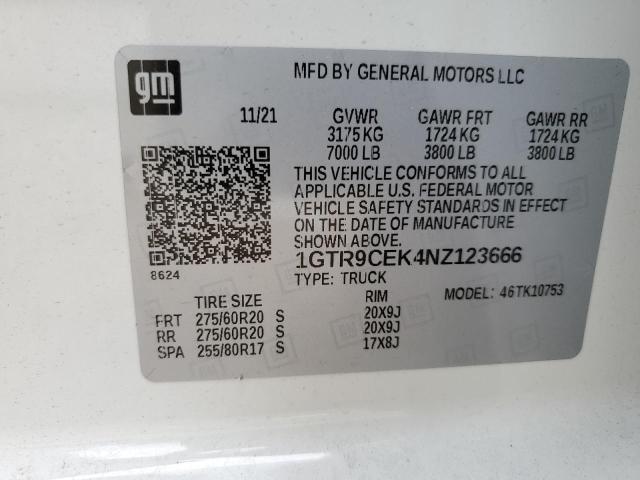 gm
MFD BY GENERAL MOTORS LLC
11/21 GVWR GAWR FRT GAWR RR
3175 KG 1724 KG 1724 KG
7000 LB 3800 LB 3800 LB
THIS VEHICLE CONFORMS TO ALL
APPLICABLE U.S. FEDERAL MOTOR
VEHICLE SAFETY STANDARDS IN EFFECT
ON THE DATE OF MANUFACTURE
SHOWN ABOVE.
1GTR9CEK4NZ123666
8624
TYPE: TRUCK
MODEL: 46TK10753
TIRE SIZE RIM
FRT 275/60R20 S 20X9J
RR 275/60R20 S 20X9J
SPA 255/80R17 S 17X8J